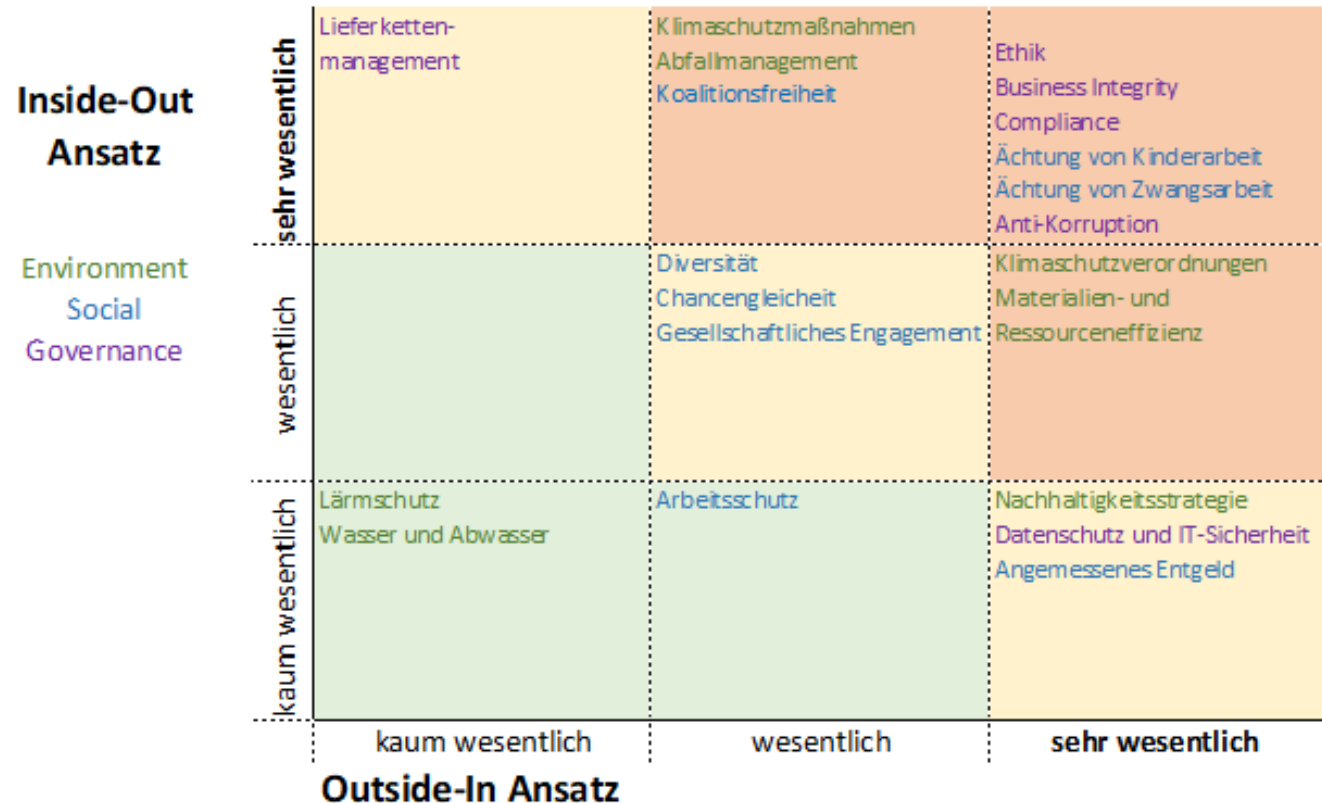 Inside-Out
Ansatz
Environment
Social
Governance
sehr wesentlich
Lieferketten-
management
Klimaschutzmaßnahmen
Abfallmanagement
Koalitionsfreiheit
Ethik
Business Integrity
Compliance
Ächtung von Kinderarbeit
Ächtung von Zwangsarbeit
Anti-Korruption
wesentlich
Diversität
Chancengleicheit
Gesellschaftliches Engagement
Klimaschutzverordnungen
Materialien- und
Ressourceneffizienz
kaum wesentlich
Lärmschutz
Wasser und Abwasser
Arbeitsschutz
Nachhaltigkeitsstrategie
Datenschutz und IT-Sicherheit
Angemessenes Entgeld
kaum wesentlich
wesentlich
sehr wesentlich
Outside-In Ansatz